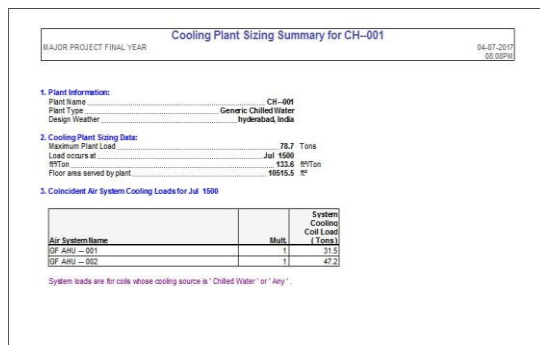 Cooling Plant Sizing Summary for CH--001
MAJOR PROJECT FINAL YEAR 04-07-2017
08:08PM
1. Plant Information:
Plant Name CH--001
Plant Type Generic Chilled Water
Design Weather hyderabad, India
2. Cooling Plant Sizing Data:
Maximum Plant Load 78.7 Tons
Load occurs at Jul 1500
ft²/Ton 133.6 ft²/Ton
Floor area served by plant 10515.5 ft²
3. Coincident Air System Cooling Loads for Jul 1500
System
Cooling
Coil Load
Air System Name Mult. ( Tons )
GF AHU -- 001 1 31.5
GF AHU -- 002 1 47.2
System loads are for coils whose cooling source is ' Chilled Water ' or ' Any ' .